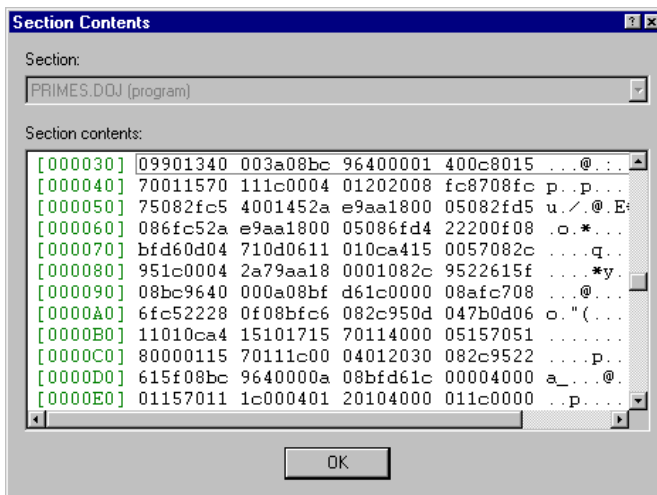 Section Contents
Section:
PRIMES.DOJ (program)
Section contents:
[000030] 09901340 003a08bc 96400001 400c8015 ...@.:.
[000040] 70011570 111c0004 01202008 fc8708fc p..p...
[000050] 75082fc5 4001452a e9aa1800 05082fd5 u./.@.E*
[000060] 086fc52a e9aa1800 05086fd4 22200f08 .o.*...
[000070] bfd60d04 710d0611 010ca415 0057082c ....q..
[000080] 951c0004 2a79aa18 0001082c 9522615f ....*y.
[000090] 08bc9640 000a08bf d61c0000 08afc708 ...@...
[0000A0] 6fc52228 0f08bfc6 082c950d 047b0d06 o."(...
[0000B0] 11010ca4 15101715 70114000 05157051 .......
[0000C0] 80000115 70111c00 04012030 082c9522 ....p..
[0000D0] 615f08bc 9640000a 08bfd61c 00004000 a_...@.
[0000E0] 01157011 1c000401 20104000 011c0000 ..p....
OK